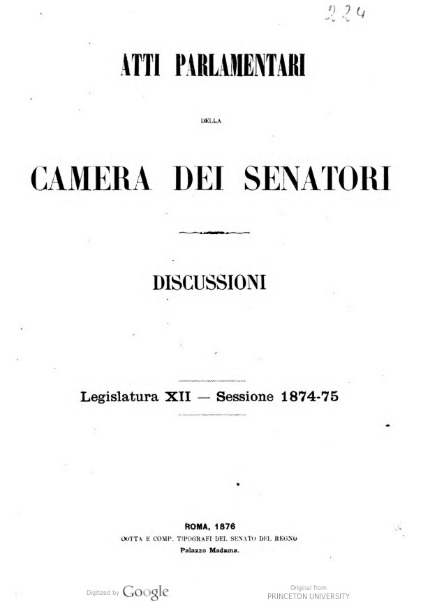 224
ATTI PARLAMENTARI
DELLA
CAMERA DEI SENATORI
DISCUSSIONI
Legislatura XII — Sessione 1874-75
ROMA, 1876
COTTA E COMP. TIPOGRAFI DEL SENATO DEL REGNO
Palazzo Madama.
Digitized by Google
Original from
PRINCETON UNIVERSITY